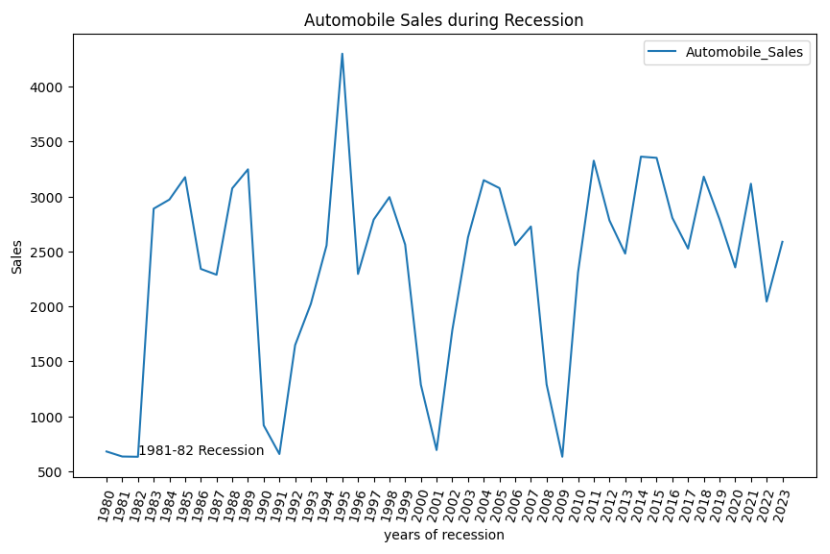 Automobile Sales during Recession
Automobile_Sales
Sales
4000
3500
3000
2500
2000
1500
1000
500
1981-82 Recession
1980 1981 1982 1983 1984 1985 1986 1987 1988 1989 1990 1991 1992 1993 1994 1995 1996 1997 1998 1999 2000 2001 2002 2003 2004 2005 2006 2007 2008 2009 2010 2011 2012 2013 2014 2015 2016 2017 2018 2019 2020 2021 2022 2023
years of recession